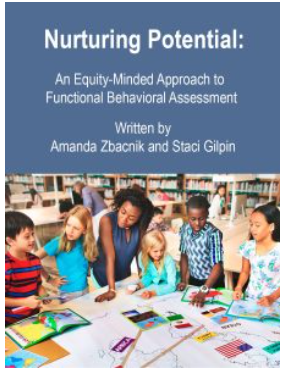 Nurturing Potential:
An Equity-Minded Approach to
Functional Behavioral Assessment
Written by
Amanda Zbacnik and Staci Gilpin